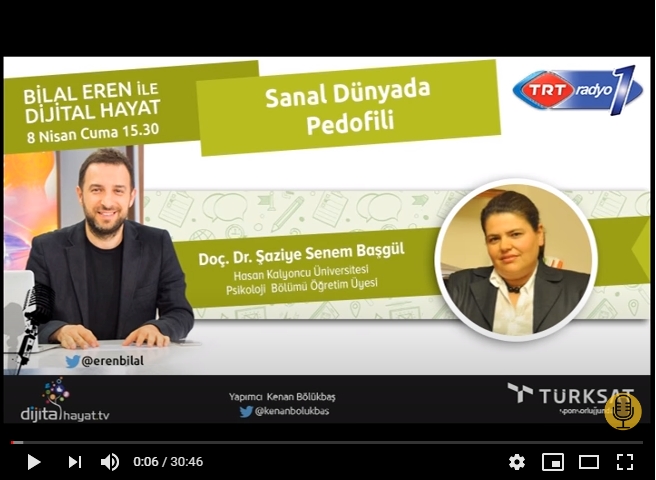 BİLAL EREN İLE
DİJİTAL HAYAT
8 Nisan Cuma 15.30
Sanal Dünyada
Pedofili
TRT radyo 1
Doç. Dr. Şaziye Senem Başgül
Hasan Kalyoncu Üniversitesi
Psikoloji Bölümü Öğretim Üyesi
@erenbilal
dijitalhayat.tv
Yapımcı Kenan Bölükbaş
@kenanbolukbas
TÜRKSAT
0:06 / 30:46